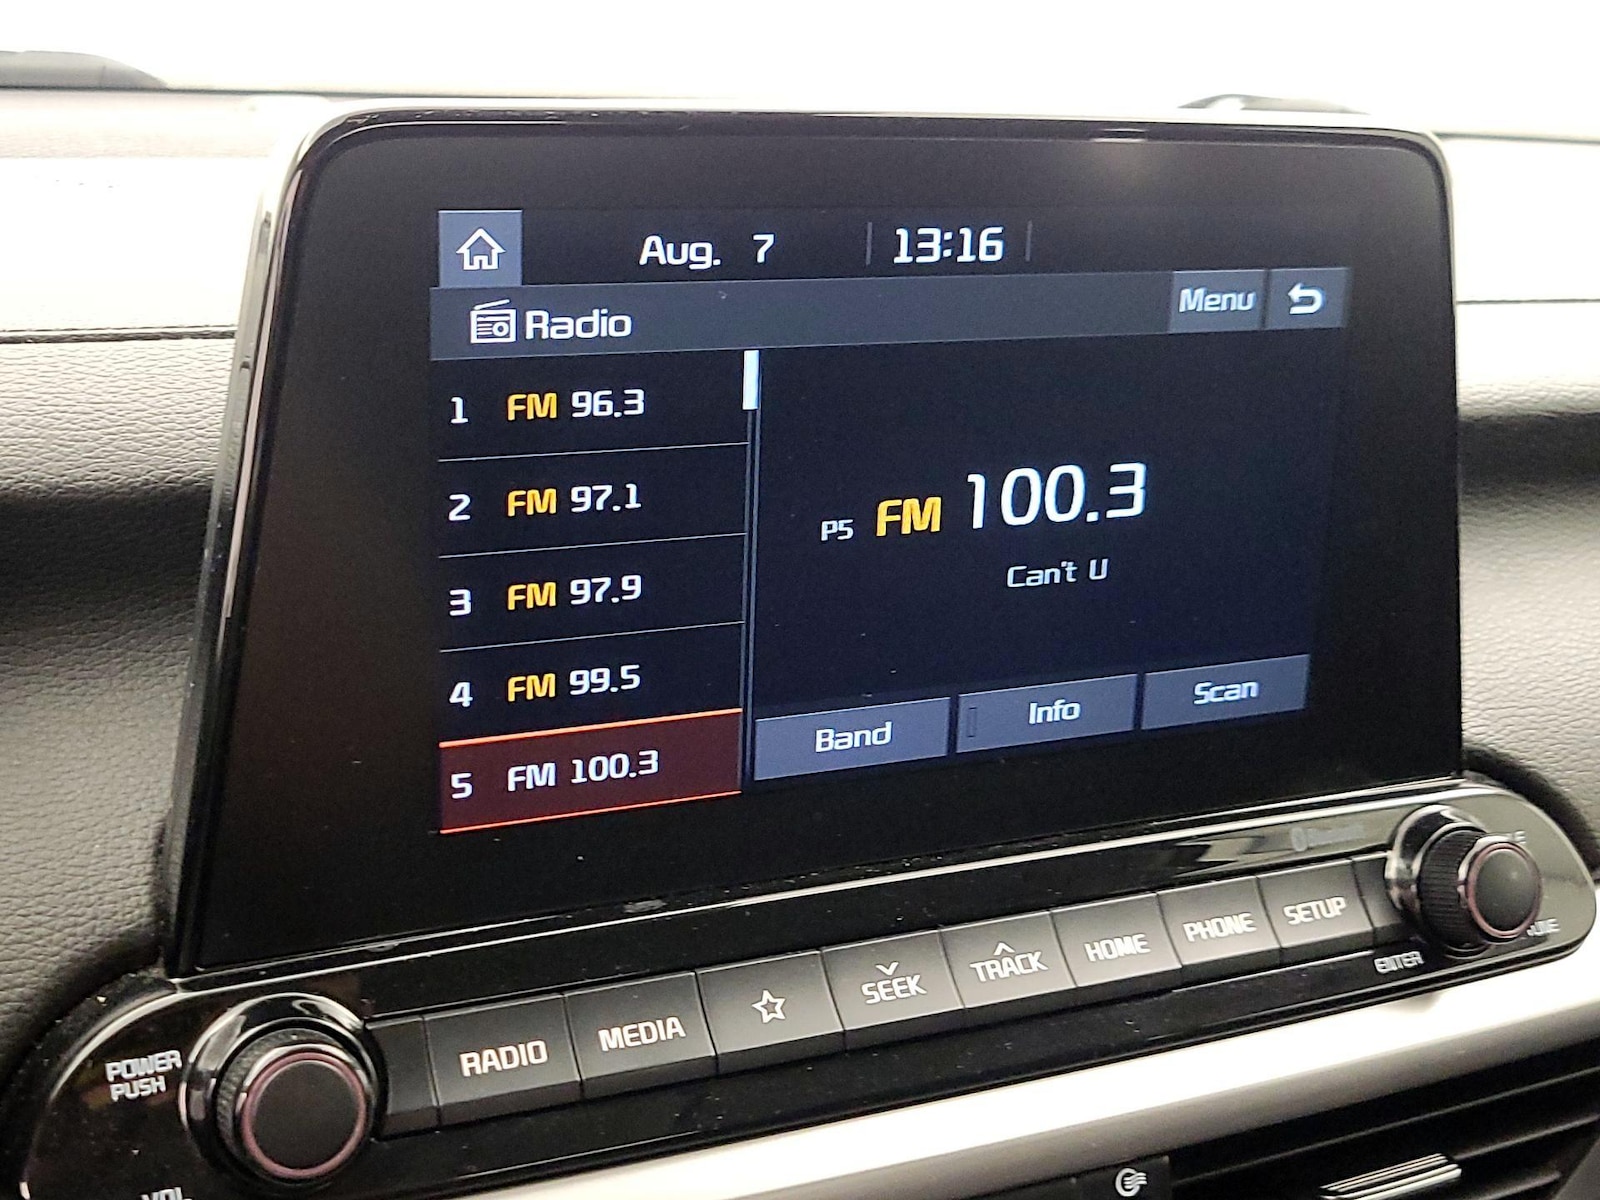 Aug. 7 13:16
Radio Menu
1 FM 96.3
2 FM 97.1
3 FM 97.9
4 FM 99.5
5 FM 100.3
P5 FM 100.3
Can't U
Band Info Scan
POWER
PUSH
VOL
RADIO MEDIA SEEK TRACK HOME PHONE SETUP
ENTER